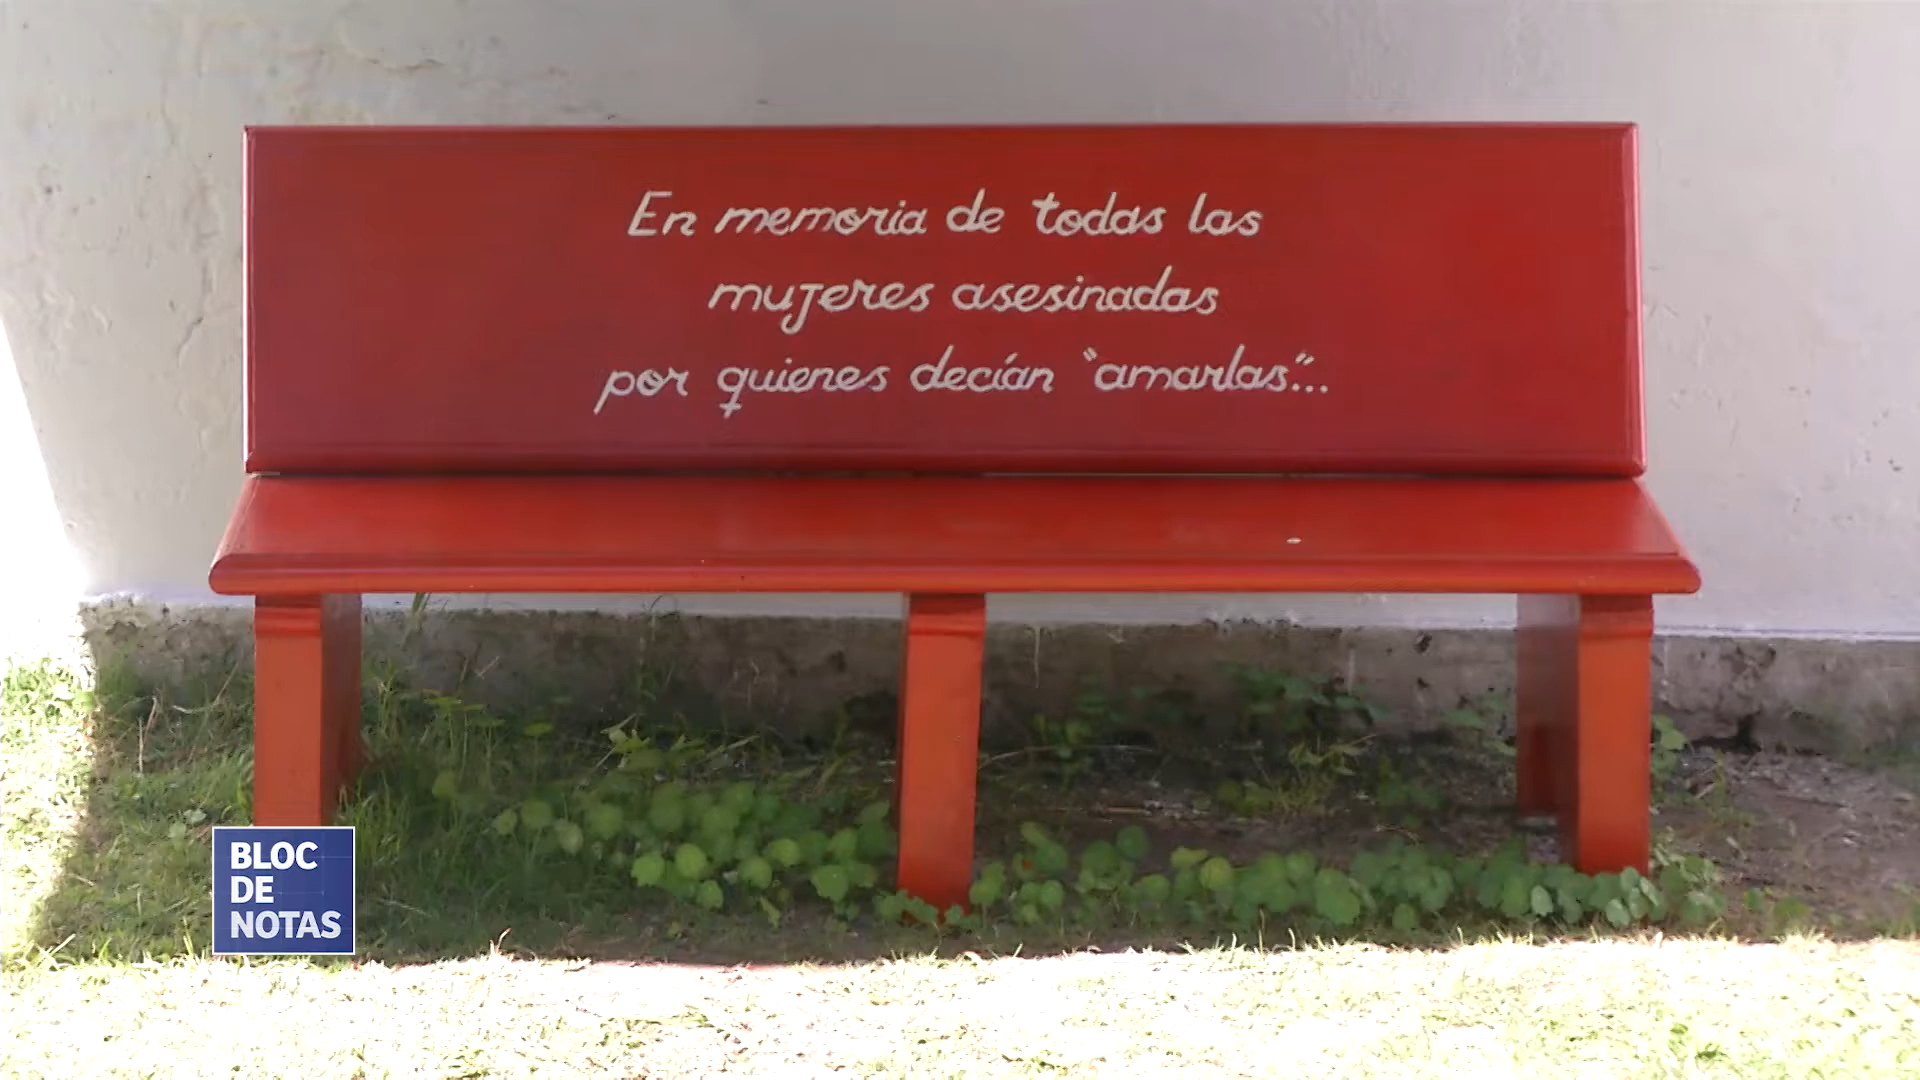 En memoria de todas las
mujeres asesinadas
por quienes decían "amarlas"...
BLOC
DE
NOTAS